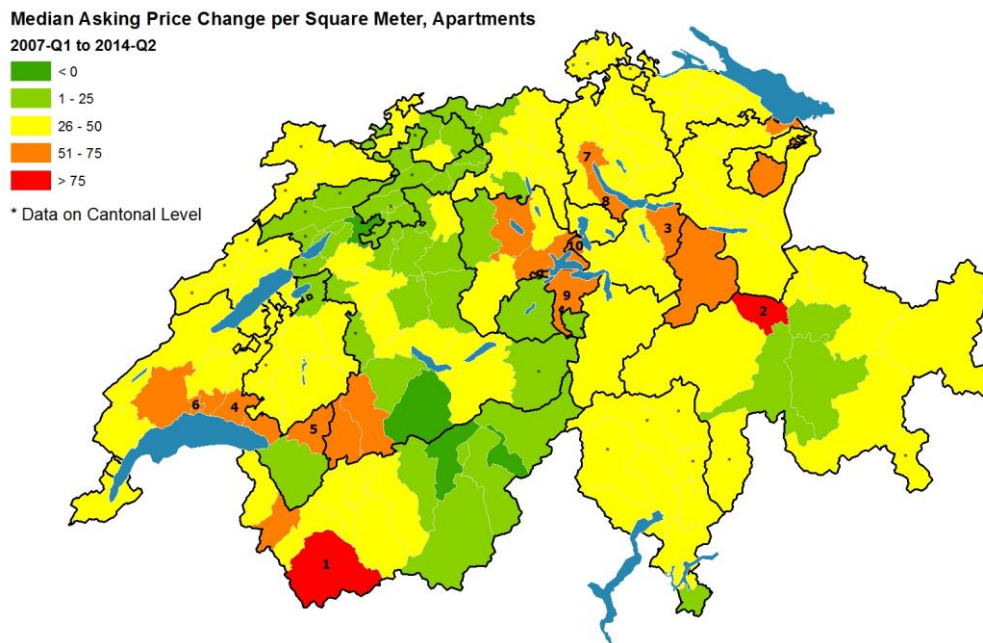 Median Asking Price Change per Square Meter, Apartments
2007-Q1 to 2014-Q2
< 0
1 - 25
26 - 50
51 - 75
> 75
* Data on Cantonal Level
7
8
3
10
9
9
2
6
4
5
1